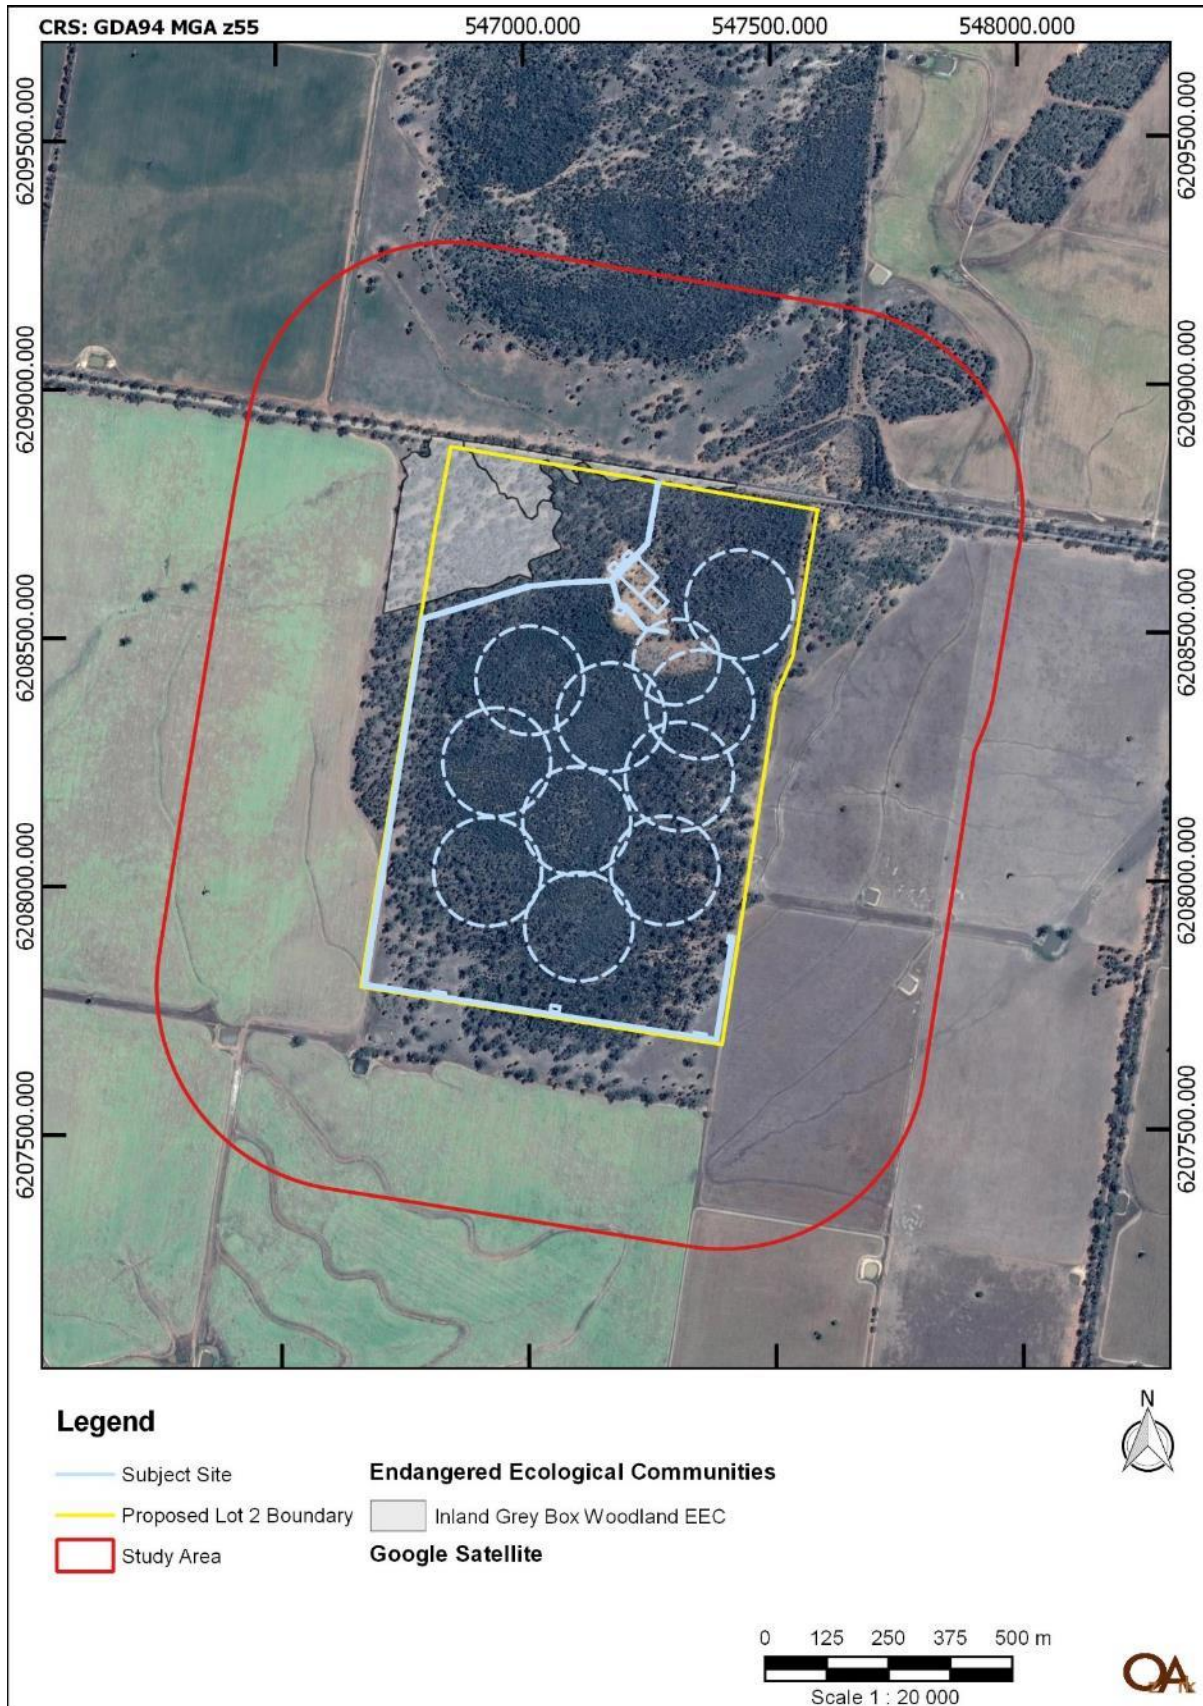 CRS: GDA94 MGA z55
547000.000
547500.000
548000.000
6209500.000
6209000.000
6208500.000
6208000.000
6207500.000
6209500.000
6209000.000
6208500.000
6208000.000
6207500.000
Legend
Subject Site
Proposed Lot 2 Boundary
Study Area
Endangered Ecological Communities
Inland Grey Box Woodland EEC
Google Satellite
N
0 125 250 375 500 m
Scale 1 : 20 000